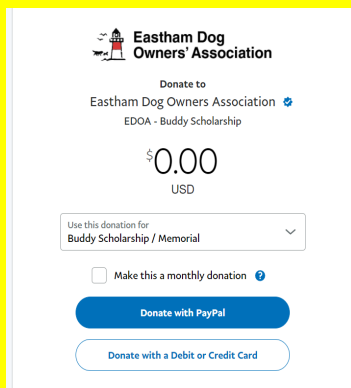 Eastham Dog
Owners' Association
Donate to
Eastham Dog Owners Association
EDOA - Buddy Scholarship
$0.00
USD
Use this donation for
Buddy Scholarship / Memorial
Make this a monthly donation ?
Donate with PayPal
Donate with a Debit or Credit Card